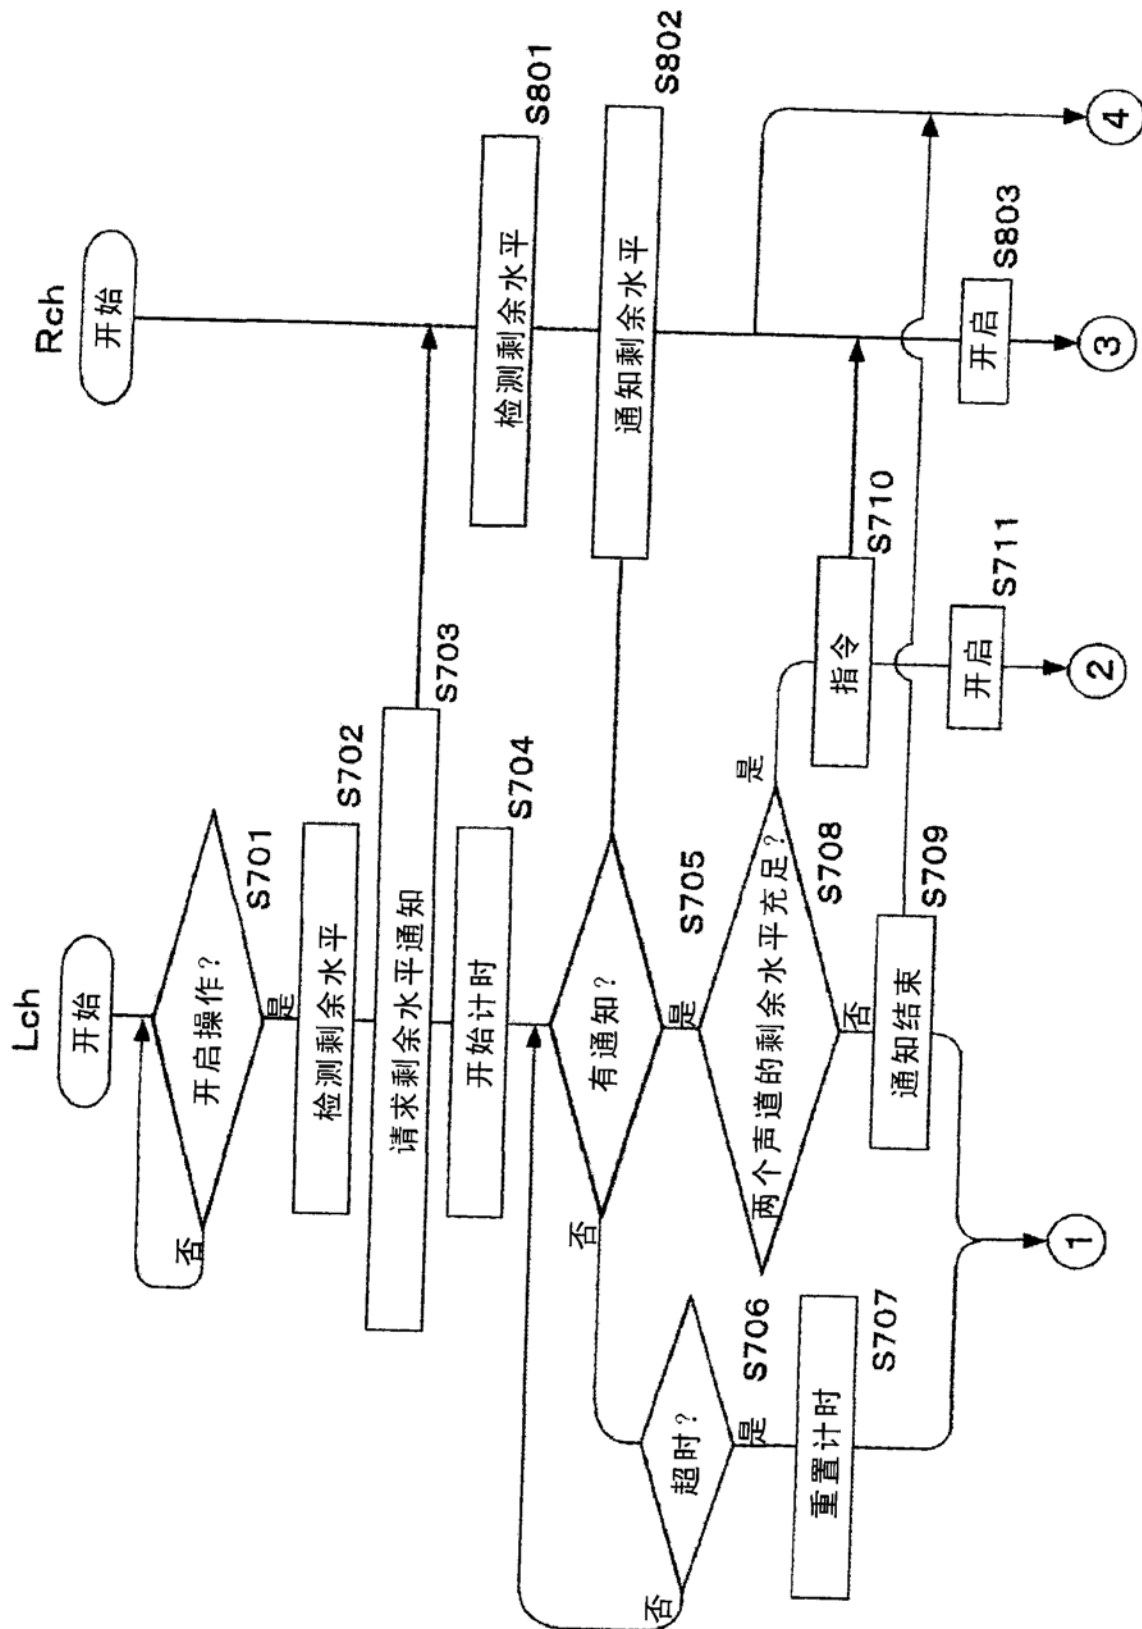 Lch
开始
开启操作?
S701
否
是
检测剩余水平
S702
请求剩余水平通知
S703
开始计时
S704
有通知?
S705
否
是
超时?
S706
否
是
重置计时
S707
两个声道的剩余水平充足?
S708
是
否
通知结束
S709
指令
S710
开启
S711
1
2
Rch
开始
检测剩余水平
S801
通知剩余水平
S802
开启
S803
3
4